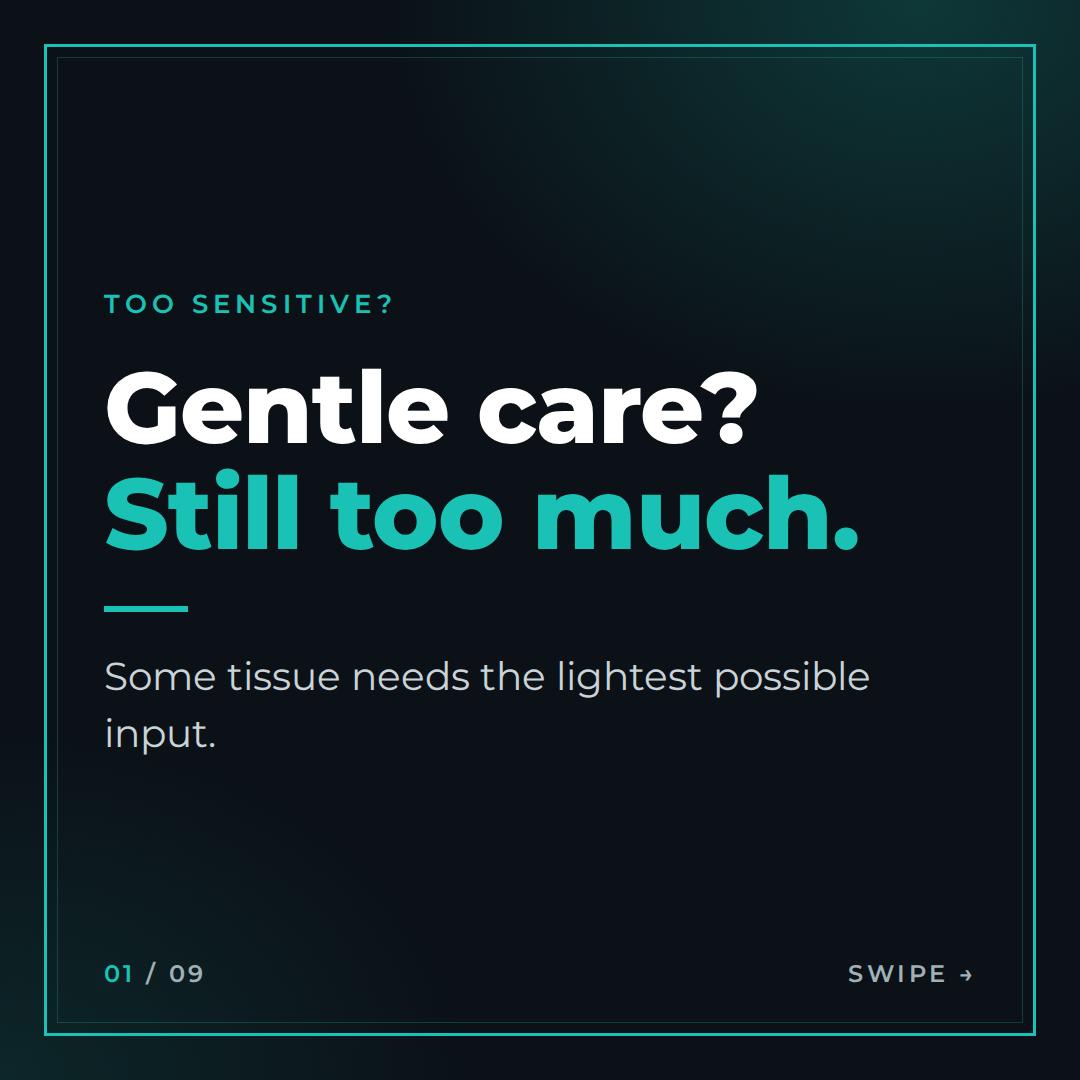 TOO SENSITIVE?
Gentle care?
Still too much.
Some tissue needs the lightest possible
input.
01 / 09
SWIPE →